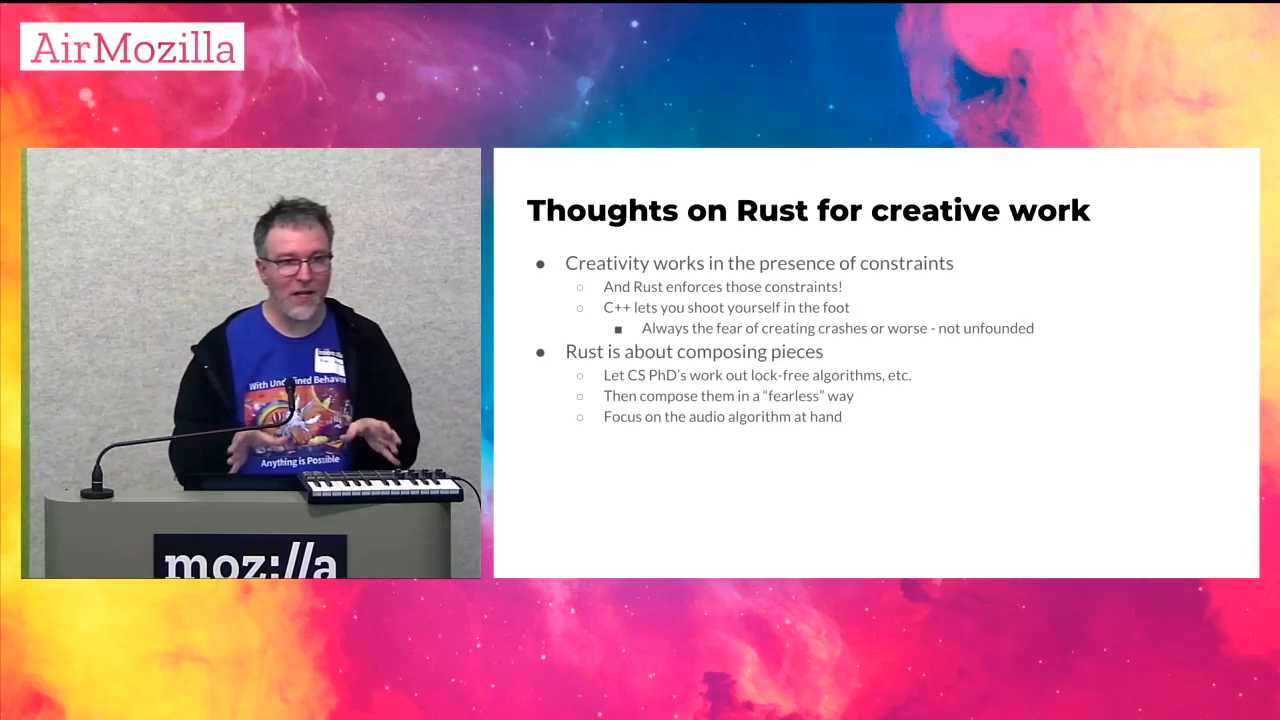 AirMozilla
With Undefined Behavior
Anything is Possible
moz://a
Thoughts on Rust for creative work
● Creativity works in the presence of constraints
○ And Rust enforces those constraints!
○ C++ lets you shoot yourself in the foot
■ Always the fear of creating crashes or worse - not unfounded
● Rust is about composing pieces
○ Let CS PhD's work out lock-free algorithms, etc.
○ Then compose them in a “fearless” way
○ Focus on the audio algorithm at hand